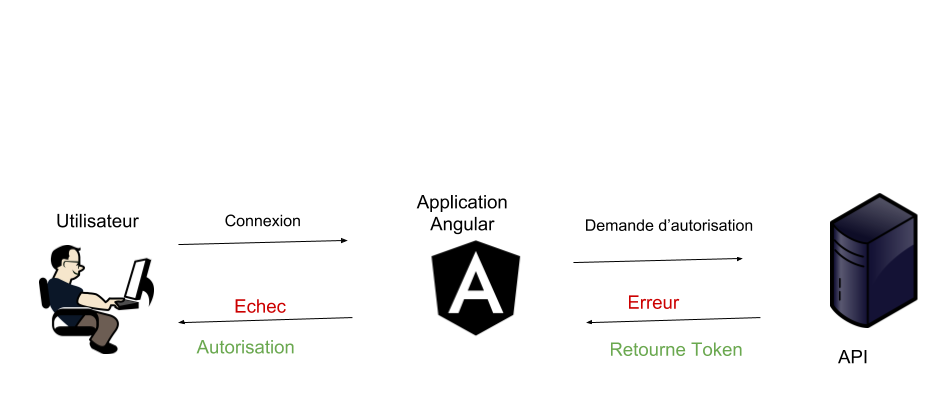 Utilisateur
Connexion
Application
Angular
Demande d'autorisation
Echec
Autorisation
A
Erreur
Retourne Token
API